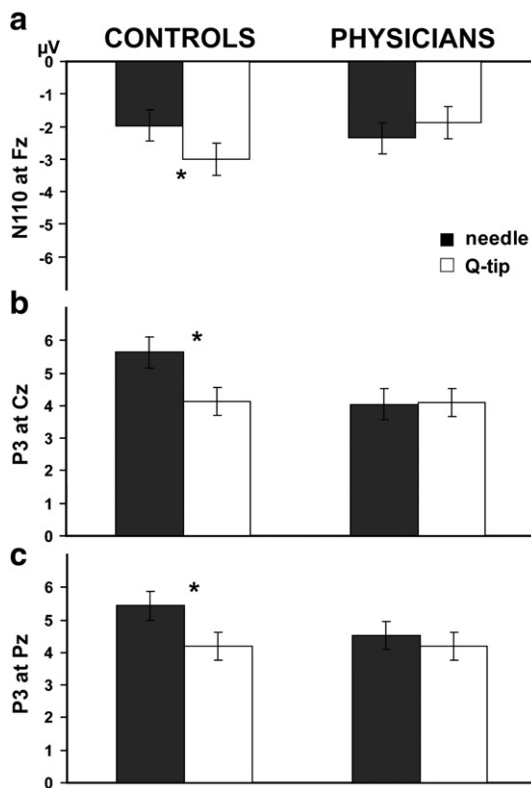 a
µV
CONTROLS PHYSICIANS
0
-1
-2
-3
-4
-5
-6
N110 at Fz
*
needle
Q-tip
b
6
5
4
3
2
1
0
P3 at Cz
*
c
6
5
4
3
2
1
0
P3 at Pz
*